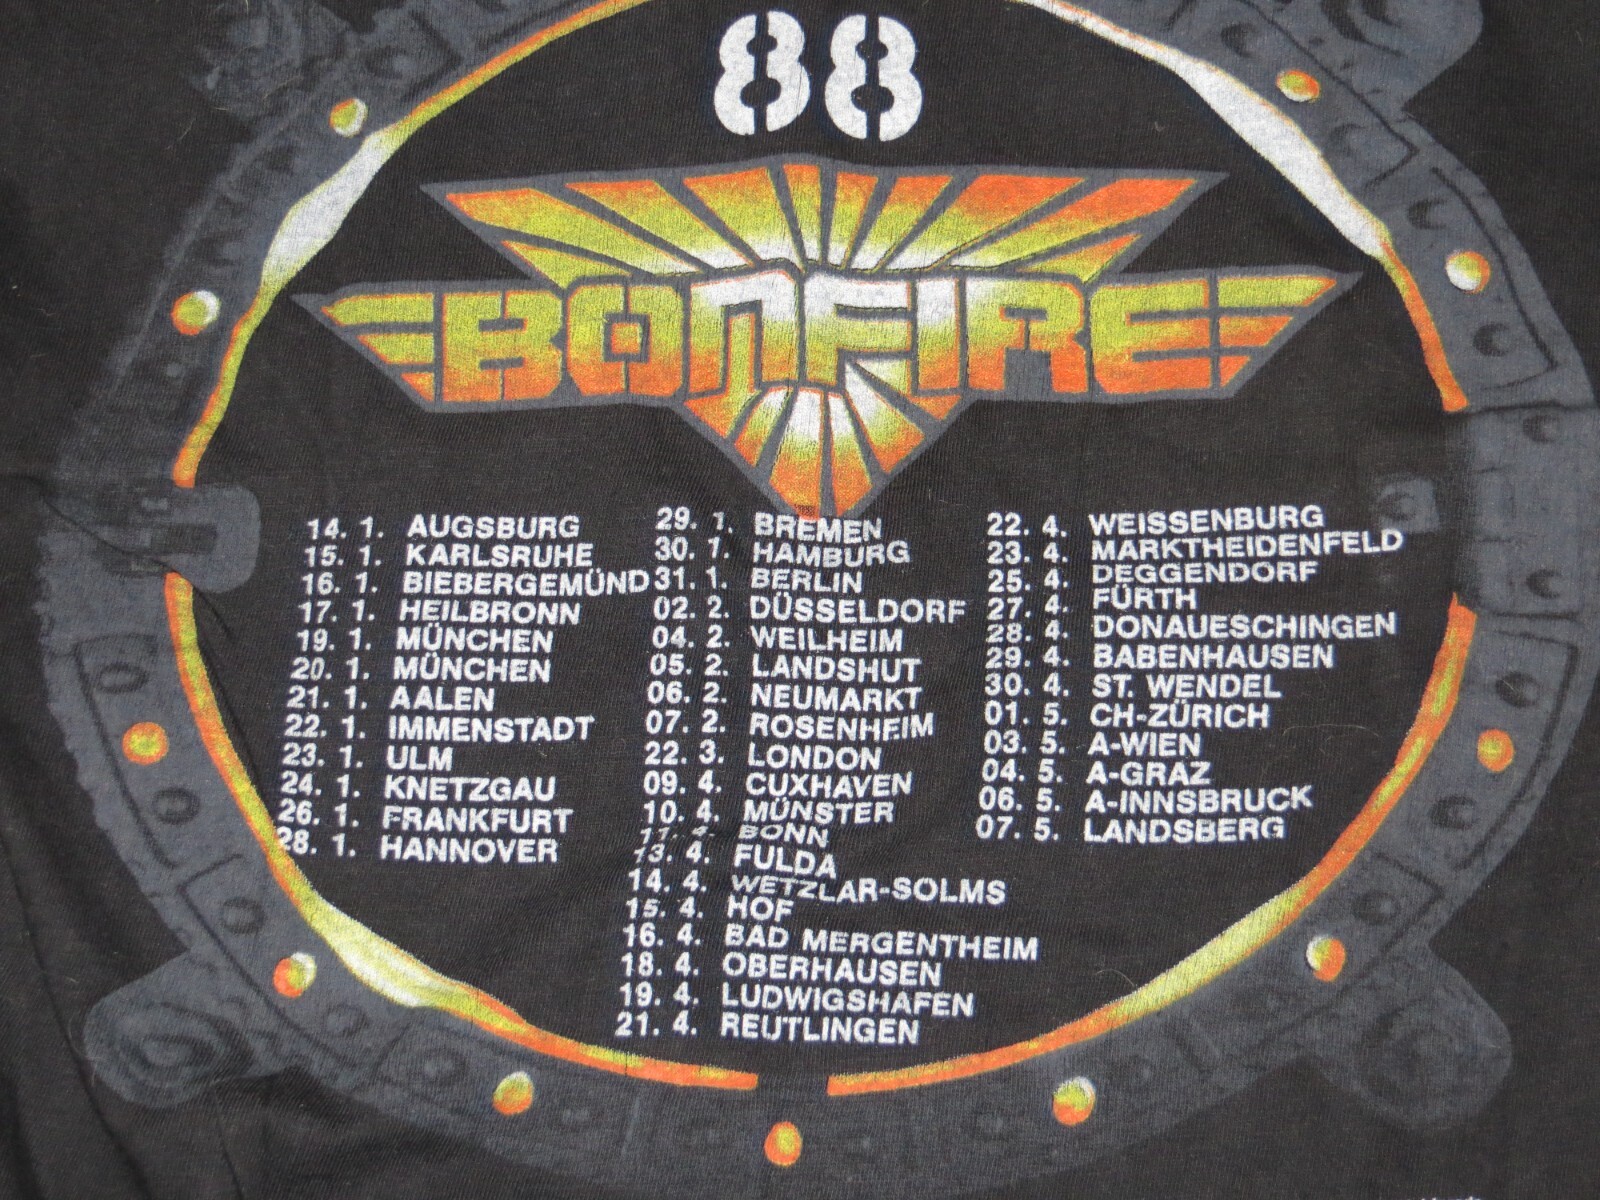 88
BONFIRE
14. 1. AUGSBURG
15. 1. KARLSRUHE
16. 1. BIEBERGEMÜND
17. 1. HEILBRONN
19. 1. MÜNCHEN
20. 1. MÜNCHEN
21. 1. AALEN
22. 1. IMMENSTADT
23. 1. ULM
24. 1. KNETZGAU
26. 1. FRANKFURT
28. 1. HANNOVER
29. 1. BREMEN
30. 1. HAMBURG
31. 1. BERLIN
02. 2. DÜSSELDORF
04. 2. WEILHEIM
05. 2. LANDSHUT
06. 2. NEUMARKT
07. 2. ROSENHEIM
22. 3. LONDON
09. 4. CUXHAVEN
10. 4. MÜNSTER
11. 4. BONN
13. 4. FULDA
14. 4. WETZLAR-SOLMS
15. 4. HOF
16. 4. BAD MERGENTHEIM
18. 4. OBERHAUSEN
19. 4. LUDWIGSHAFEN
21. 4. REUTLINGEN
22. 4. WEISSENBURG
23. 4. MARKTHEIDENFELD
25. 4. DEGGENDORF
27. 4. FÜRTH
28. 4. DONAUESCHINGEN
29. 4. BABENHAUSEN
30. 4. ST. WENDEL
01. 5. CH-ZÜRICH
03. 5. A-WIEN
04. 5. A-GRAZ
06. 5. A-INNSBRUCK
07. 5. LANDSBERG